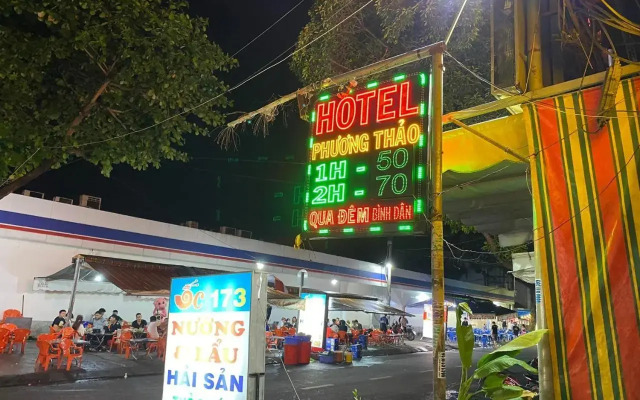 HOTEL
PHƯƠNG THẢO
1H - 50
2H - 70
QUA ĐÊM BÌNH DÂN
ỐC 173
NƯỚNG
& LẨU
HẢI SẢN